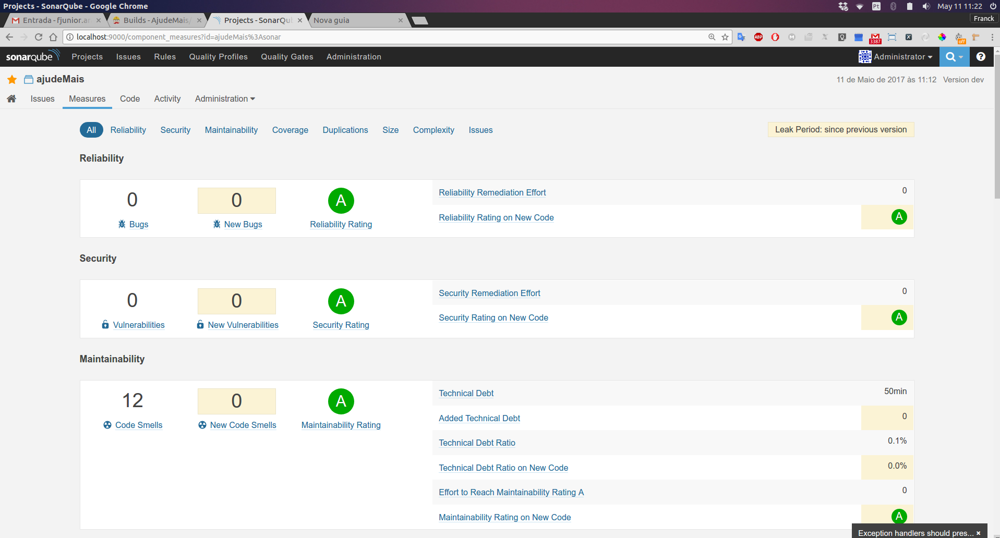 Projects - SonarQube - Google Chrome
Pt
May 11 11:22
Entrada - fjunior.ar
Builds - AjudeMais/
Projects - SonarQub
Nova guia
Franck
localhost:9000/component_measures?id=ajudeMais%3Asonar
ABP
3387
off
sonarqube
Projects
Issues
Rules
Quality Profiles
Quality Gates
Administration
Administrator
ajudeMais
11 de Maio de 2017 às 11:12
Version dev
Issues
Measures
Code
Activity
Administration
All
Reliability
Security
Maintainability
Coverage
Duplications
Size
Complexity
Issues
Leak Period: since previous version
Reliability
0
Bugs
0
New Bugs
A
Reliability Rating
Reliability Remediation Effort
0
Reliability Rating on New Code
A
Security
0
Vulnerabilities
0
New Vulnerabilities
A
Security Rating
Security Remediation Effort
0
Security Rating on New Code
A
Maintainability
12
Code Smells
0
New Code Smells
A
Maintainability Rating
Technical Debt
50min
Added Technical Debt
0
Technical Debt Ratio
0.1%
Technical Debt Ratio on New Code
0.0%
Effort to Reach Maintainability Rating A
0
Maintainability Rating on New Code
A
Exception handlers should pres... ×